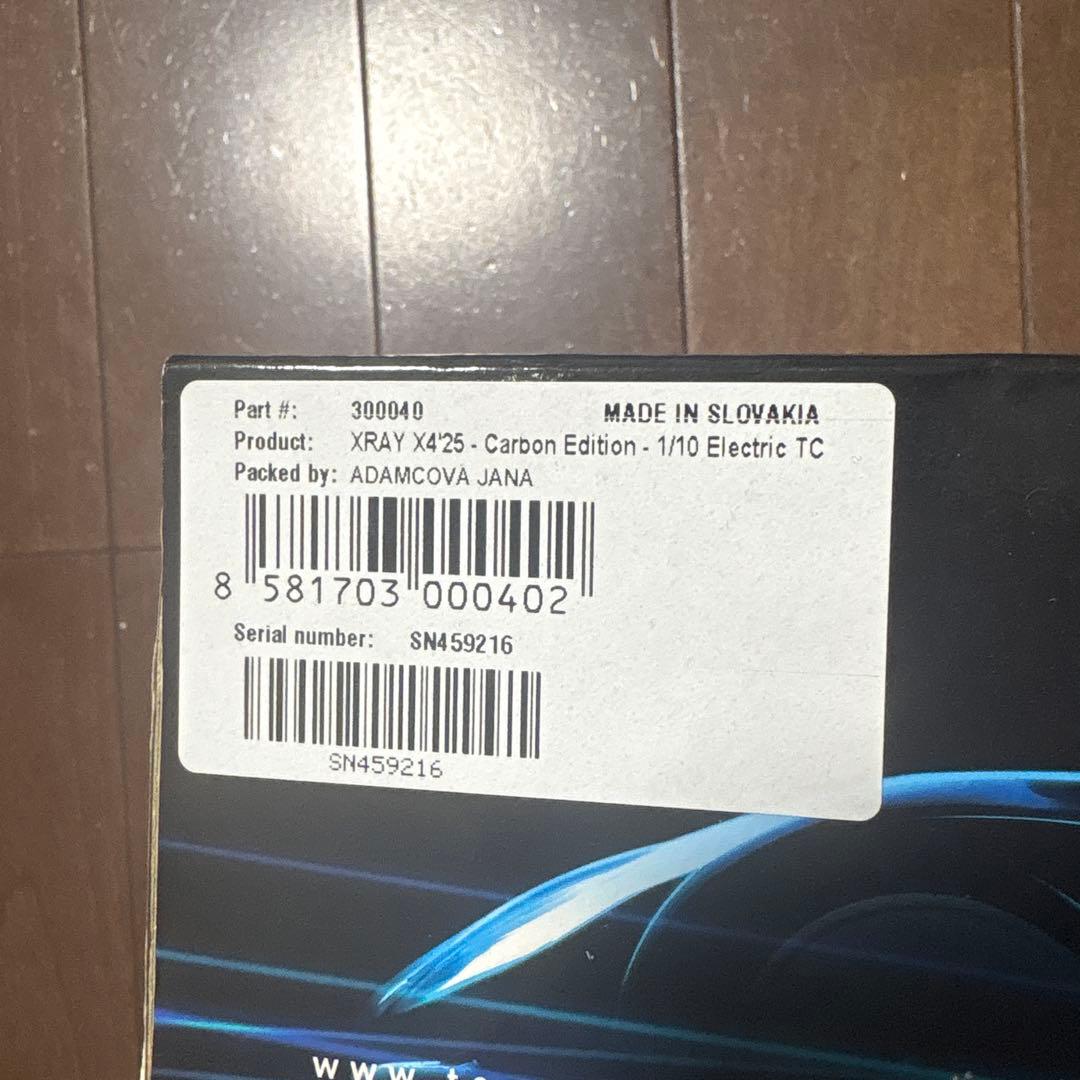 Part #: 300040 MADE IN SLOVAKIA
Product: XRAY X4'25 - Carbon Edition - 1/10 Electric TC
Packed by: ADAMCOVÁ JANA
8 581703 000402
Serial number: SN459216
SN459216